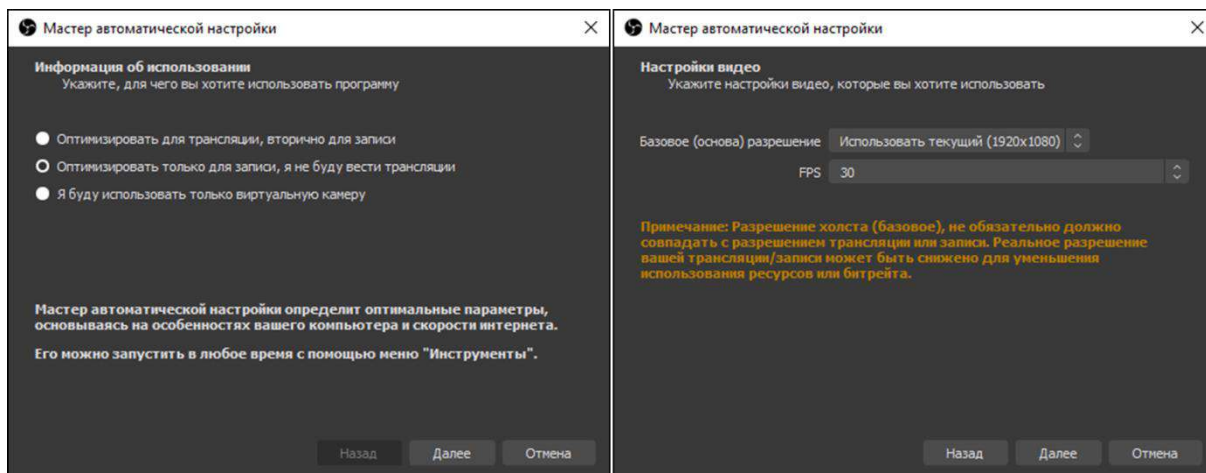 Мастер автоматической настройки
Информация об использовании
Укажите, для чего вы хотите использовать программу
Оптимизировать для трансляции, вторично для записи
Оптимизировать только для записи, я не буду вести трансляции
Я буду использовать только виртуальную камеру
Мастер автоматической настройки определит оптимальные параметры,
основываясь на особенностях вашего компьютера и скорости интернета.
Его можно запустить в любое время с помощью меню "Инструменты".
Назад Далее Отмена
Мастер автоматической настройки
Настройки видео
Укажите настройки видео, которые вы хотите использовать
Базовое (основа) разрешение Использовать текущий (1920x1080)
FPS 30
Примечание: Разрешение холста (базовое), не обязательно должно
совпадать с разрешением трансляции или записи. Реальное разрешение
вашей трансляции/записи может быть снижено для уменьшения
использования ресурсов или битрейта.
Назад Далее Отмена